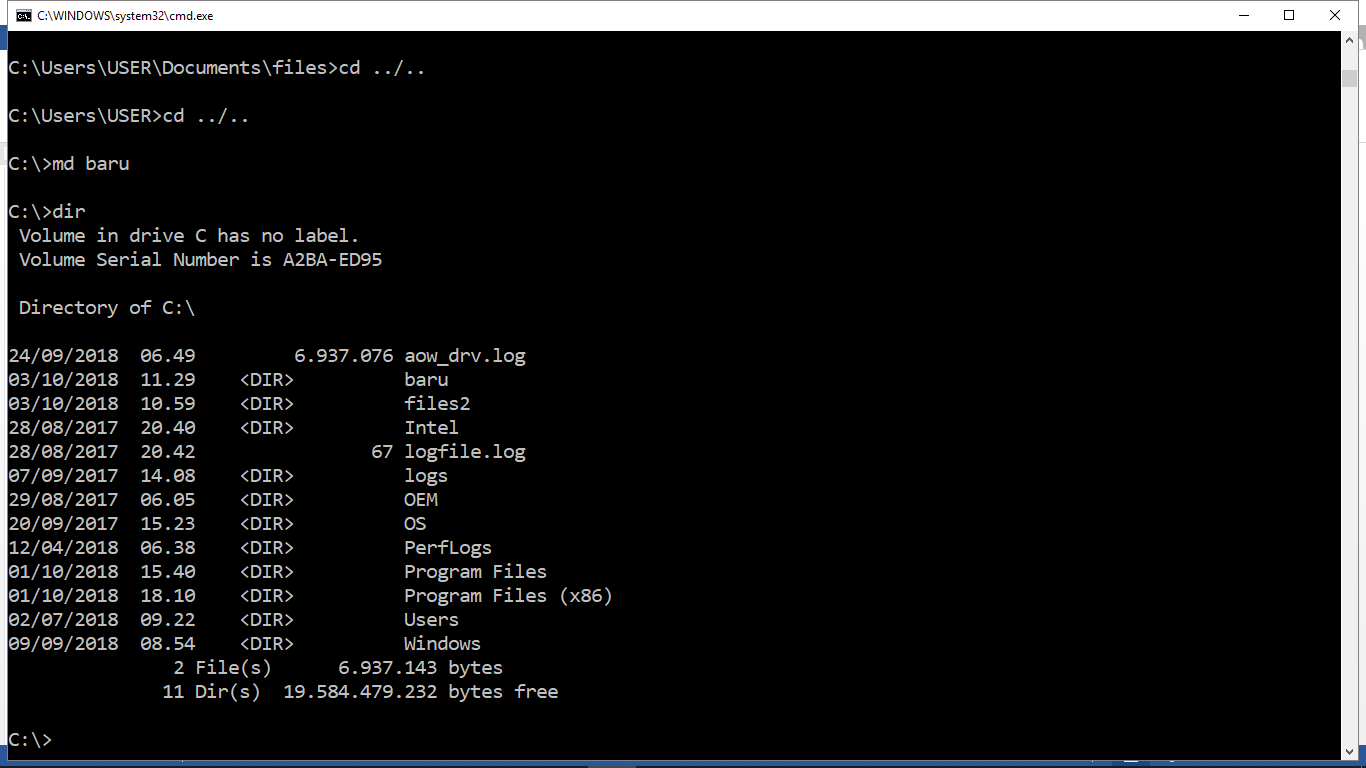 C:\WINDOWS\system32\cmd.exe
C:\Users\USER\Documents\files>cd ../..
C:\Users\USER>cd ../..
C:\>md baru
C:\>dir
 Volume in drive C has no label.
 Volume Serial Number is A2BA-ED95
 Directory of C:\
24/09/2018  06.49         6.937.076 aow_drv.log
03/10/2018  11.29    <DIR>          baru
03/10/2018  10.59    <DIR>          files2
28/08/2017  20.40    <DIR>          Intel
28/08/2017  20.42                67 logfile.log
07/09/2017  14.08    <DIR>          logs
29/08/2017  06.05    <DIR>          OEM
20/09/2017  15.23    <DIR>          OS
12/04/2018  06.38    <DIR>          PerfLogs
01/10/2018  15.40    <DIR>          Program Files
01/10/2018  18.10    <DIR>          Program Files (x86)
02/07/2018  09.22    <DIR>          Users
09/09/2018  08.54    <DIR>          Windows
               2 File(s)      6.937.143 bytes
              11 Dir(s)  19.584.479.232 bytes free
C:\>